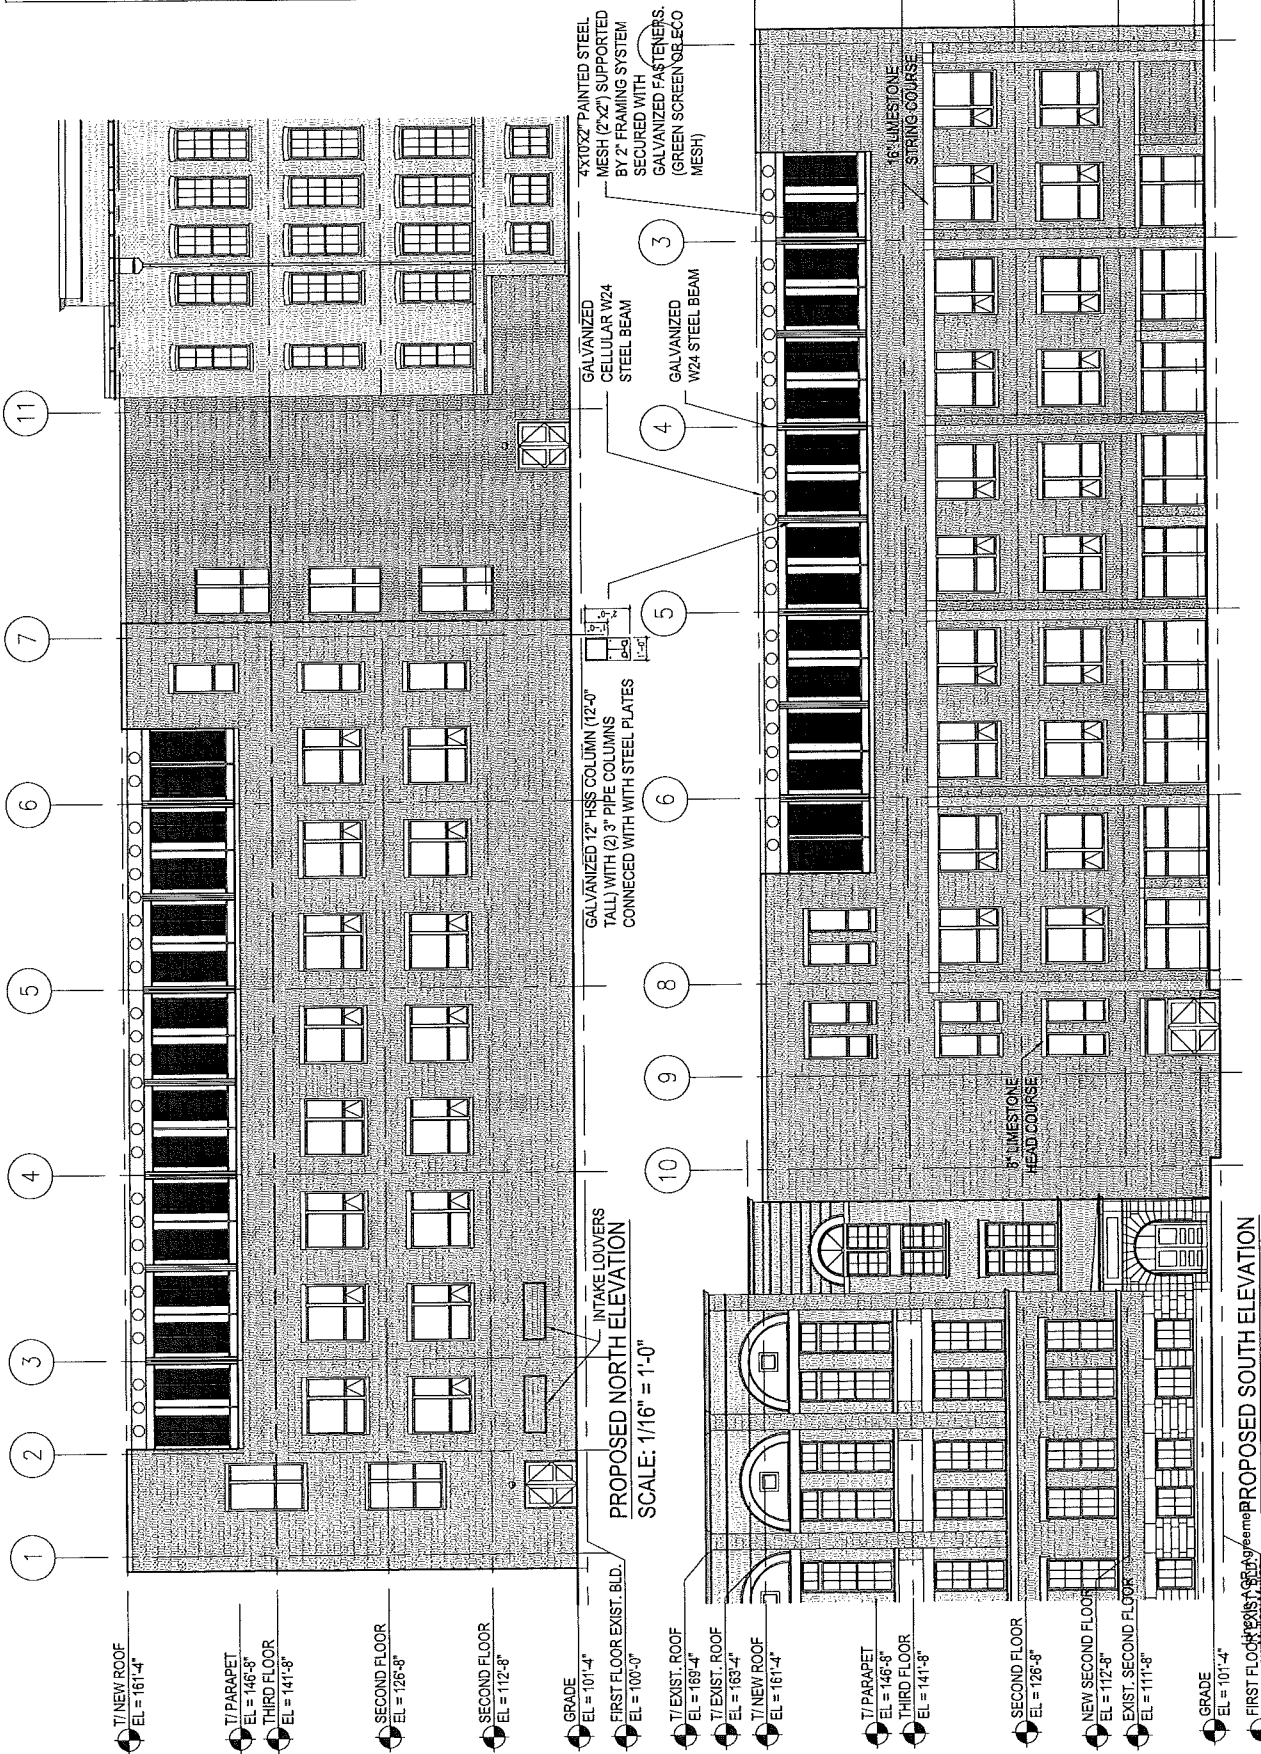 1
2
3
4
5
6
7
11
T/ NEW ROOF
EL = 161'-4"
T/ PARAPET
EL = 146'-8"
THIRD FLOOR
EL = 141'-8"
SECOND FLOOR
EL = 126'-8"
SECOND FLOOR
EL = 112'-8"
GRADE
EL = 101'-4"
FIRST FLOOR EXIST. BLD.
EL = 100'-0"
INTAKE LOUVERS
PROPOSED NORTH ELEVATION
SCALE: 1/16" = 1'-0"
GALVANIZED 12" HSS COLUMN (12'-0"
TALL) WITH (2) 3" PIPE COLUMNS
CONNECED WITH WITH STEEL PLATES
1'-0"
2'-0"
1'-0"
GALVANIZED
CELLULAR W24
STEEL BEAM
GALVANIZED
W24 STEEL BEAM
4'X10'X2" PAINTED STEEL
MESH (2"x2") SUPPORTED
BY 2" FRAMING SYSTEM
SECURED WITH
GALVANIZED FASTENERS.
(GREEN SCREEN OR ECO
MESH)
10
9
8
6
5
4
3
16" LIMESTONE
STRING COURSE
8" LIMESTONE
HEAD COURSE
T/ EXIST. ROOF
EL = 169'-4"
T/ EXIST. ROOF
EL = 163'-4"
T/ NEW ROOF
EL = 161'-4"
T/ PARAPET
EL = 146'-8"
THIRD FLOOR
EL = 141'-8"
SECOND FLOOR
EL = 126'-8"
NEW SECOND FLOOR
EL = 112'-8"
EXIST. SECOND FLOOR
EL = 111'-8"
GRADE
EL = 101'-4"
FIRST FLOOR EXIST. BLD.
PROPOSED SOUTH ELEVATION